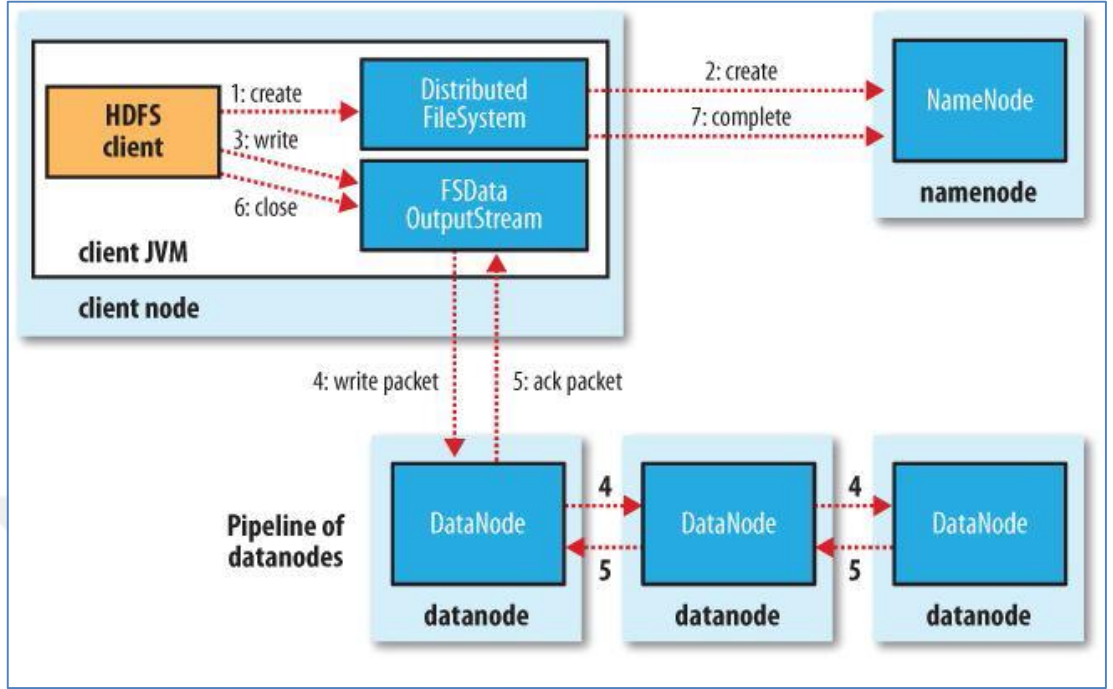 HDFS
client
1: create
3: write
6: close
Distributed
FileSystem
FSData
OutputStream
client JVM
client node
2: create
7: complete
NameNode
namenode
4: write packet
5: ack packet
Pipeline of
datanodes
DataNode
datanode
4
5
DataNode
datanode
4
5
DataNode
datanode